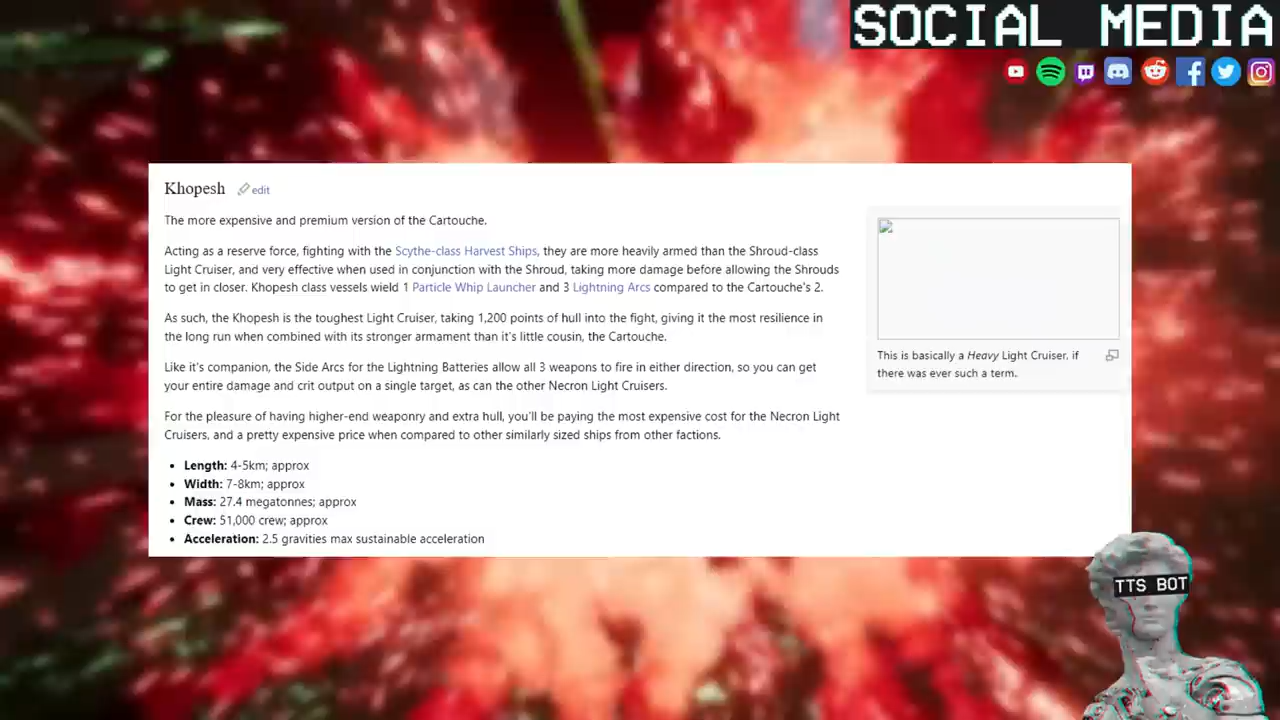 SOCIAL MEDIA
Khopesh edit
The more expensive and premium version of the Cartouche.
Acting as a reserve force, fighting with the Scythe-class Harvest Ships, they are more heavily armed than the Shroud-class
Light Cruiser, and very effective when used in conjunction with the Shroud, taking more damage before allowing the Shrouds
to get in closer. Khopesh class vessels wield 1 Particle Whip Launcher and 3 Lightning Arcs compared to the Cartouche's 2.
As such, the Khopesh is the toughest Light Cruiser, taking 1,200 points of hull into the fight, giving it the most resilience in
the long run when combined with its stronger armament than it's little cousin, the Cartouche.
Like it's companion, the Side Arcs for the Lightning Batteries allow all 3 weapons to fire in either direction, so you can get
your entire damage and crit output on a single target, as can the other Necron Light Cruisers.
For the pleasure of having higher-end weaponry and extra hull, you'll be paying the most expensive cost for the Necron Light
Cruisers, and a pretty expensive price when compared to other similarly sized ships from other factions.
• Length: 4-5km; approx
• Width: 7-8km; approx
• Mass: 27.4 megatonnes; approx
• Crew: 51,000 crew; approx
• Acceleration: 2.5 gravities max sustainable acceleration
This is basically a Heavy Light Cruiser, if
there was ever such a term.
TTS BOT